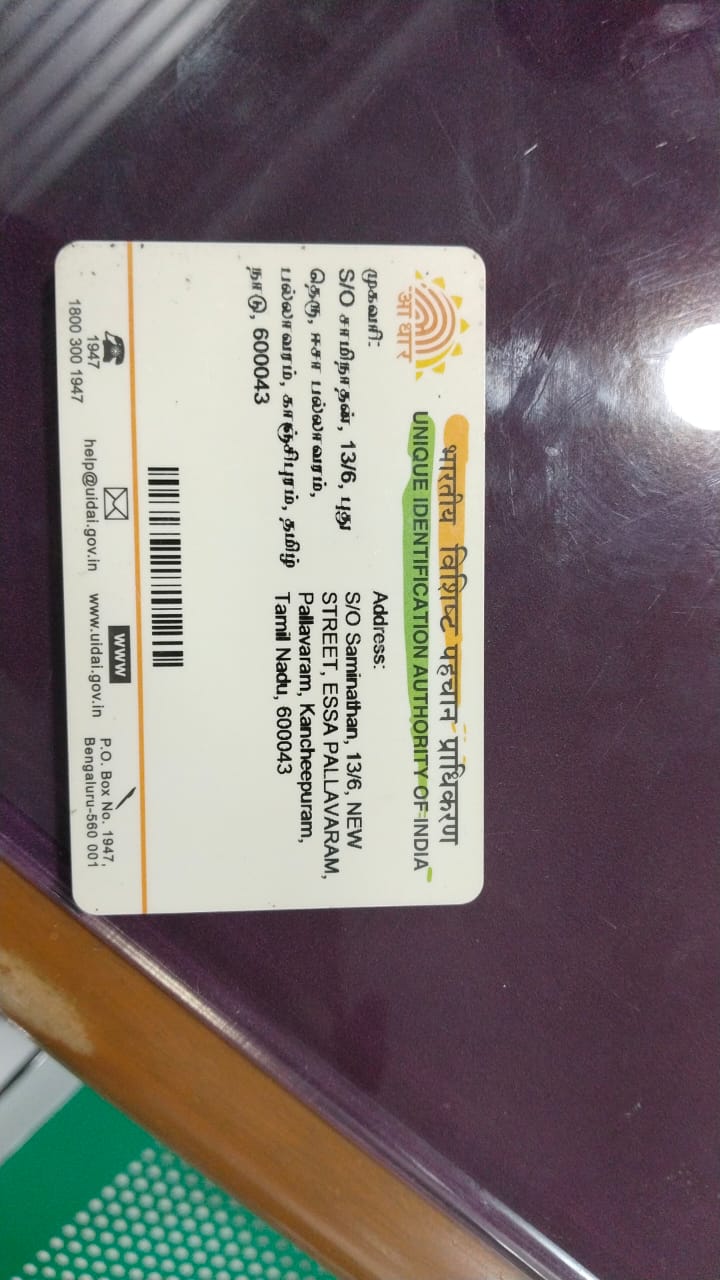 भारतीय विशिष्ट पहचान प्राधिकरण
UNIQUE IDENTIFICATION AUTHORITY OF INDIA
आधार
முகவரி:
S/O சாமிநாதன், 13/6, புது
தெரு, ஈசா பல்லாவரம்,
பல்லாவரம், காஞ்சிபுரம், தமிழ்
நாடு, 600043
Address:
S/O Saminathan, 13/6, NEW
STREET, ESSA PALLAVARAM,
Pallavaram, Kancheepuram,
Tamil Nadu, 600043
1947
1800 300 1947
help@uidai.gov.in
www
www.uidai.gov.in
P.O. Box No. 1947,
Bengaluru-560 001